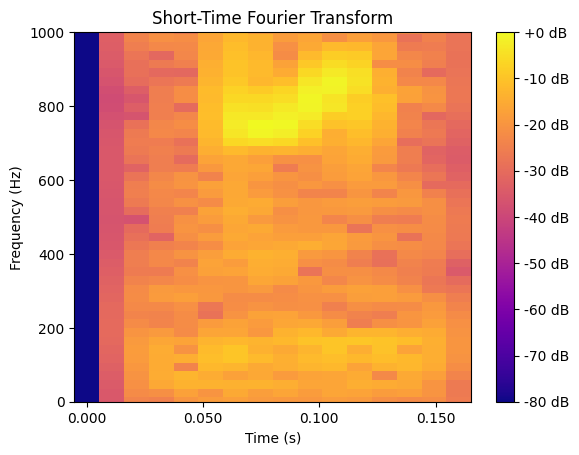 Short-Time Fourier Transform
1000
800
600
400
200
0
Frequency (Hz)
0.000
0.050
0.100
0.150
Time (s)
+0 dB
-10 dB
-20 dB
-30 dB
-40 dB
-50 dB
-60 dB
-70 dB
-80 dB